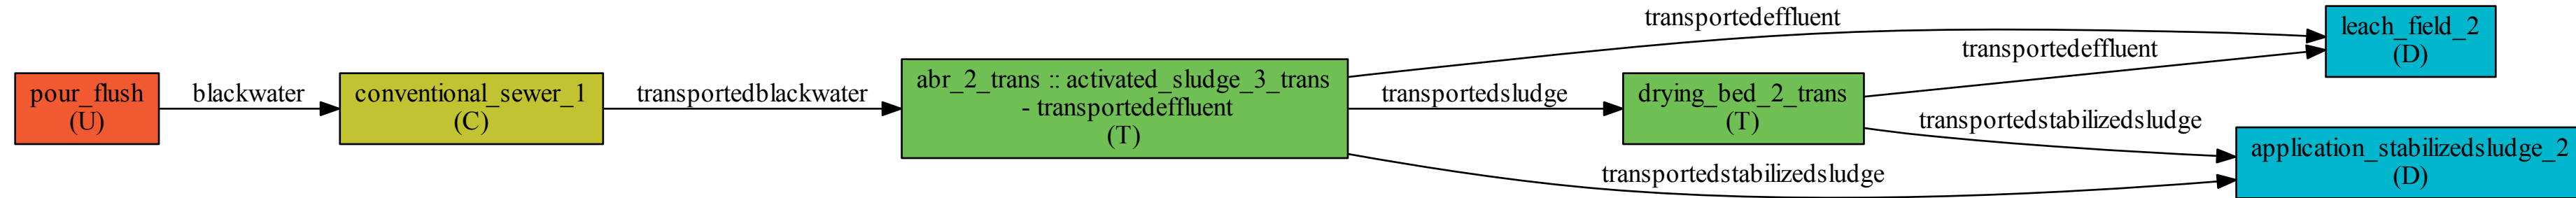 pour_flush
(U)
blackwater
conventional_sewer_1
(C)
transportedblackwater
abr_2_trans :: activated_sludge_3_trans
- transportedeffluent
(T)
transportedeffluent
transportedsludge
transportedstabilizedsludge
drying_bed_2_trans
(T)
transportedeffluent
transportedstabilizedsludge
leach_field_2
(D)
application_stabilizedsludge_2
(D)